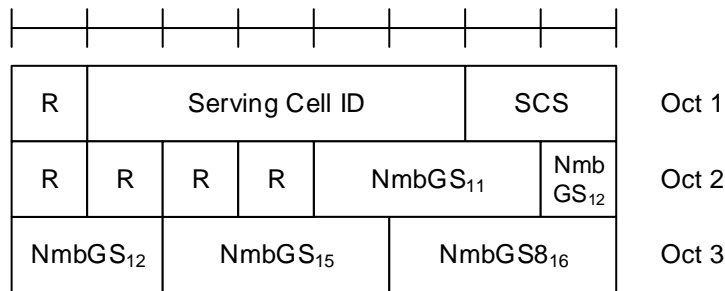 R Serving Cell ID SCS Oct 1
R R R R NmbGS₁₁ Nmb GS₁₂ Oct 2
NmbGS₁₂ NmbGS₁₅ NmbGS8₁₆ Oct 3